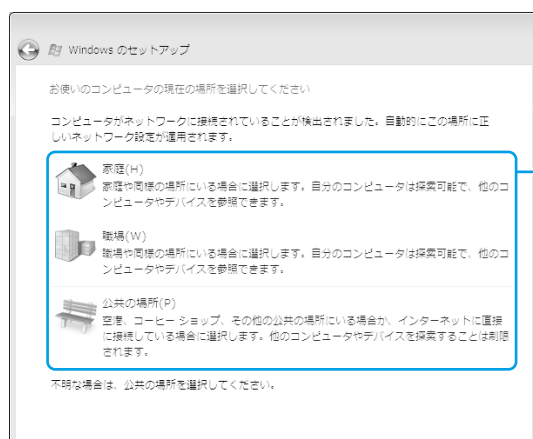 Windows のセットアップ
お使いのコンピュータの現在の場所を選択してください
コンピュータがネットワークに接続されていることが検出されました。自動的にこの場所に正
しいネットワーク設定が適用されます。
家庭(H)
家庭や同様の場所にいる場合に選択します。自分のコンピュータは探索可能で、他のコ
ンピュータやデバイスを参照できます。
職場(W)
職場や同様の場所にいる場合に選択します。自分のコンピュータは探索可能で、他のコ
ンピュータやデバイスを参照できます。
公共の場所(P)
空港、コーヒー ショップ、その他の公共の場所にいる場合か、インターネットに直接
に接続している場合に選択します。他のコンピュータやデバイスを探索することは制限
されます。
不明な場合は、公共の場所を選択してください。